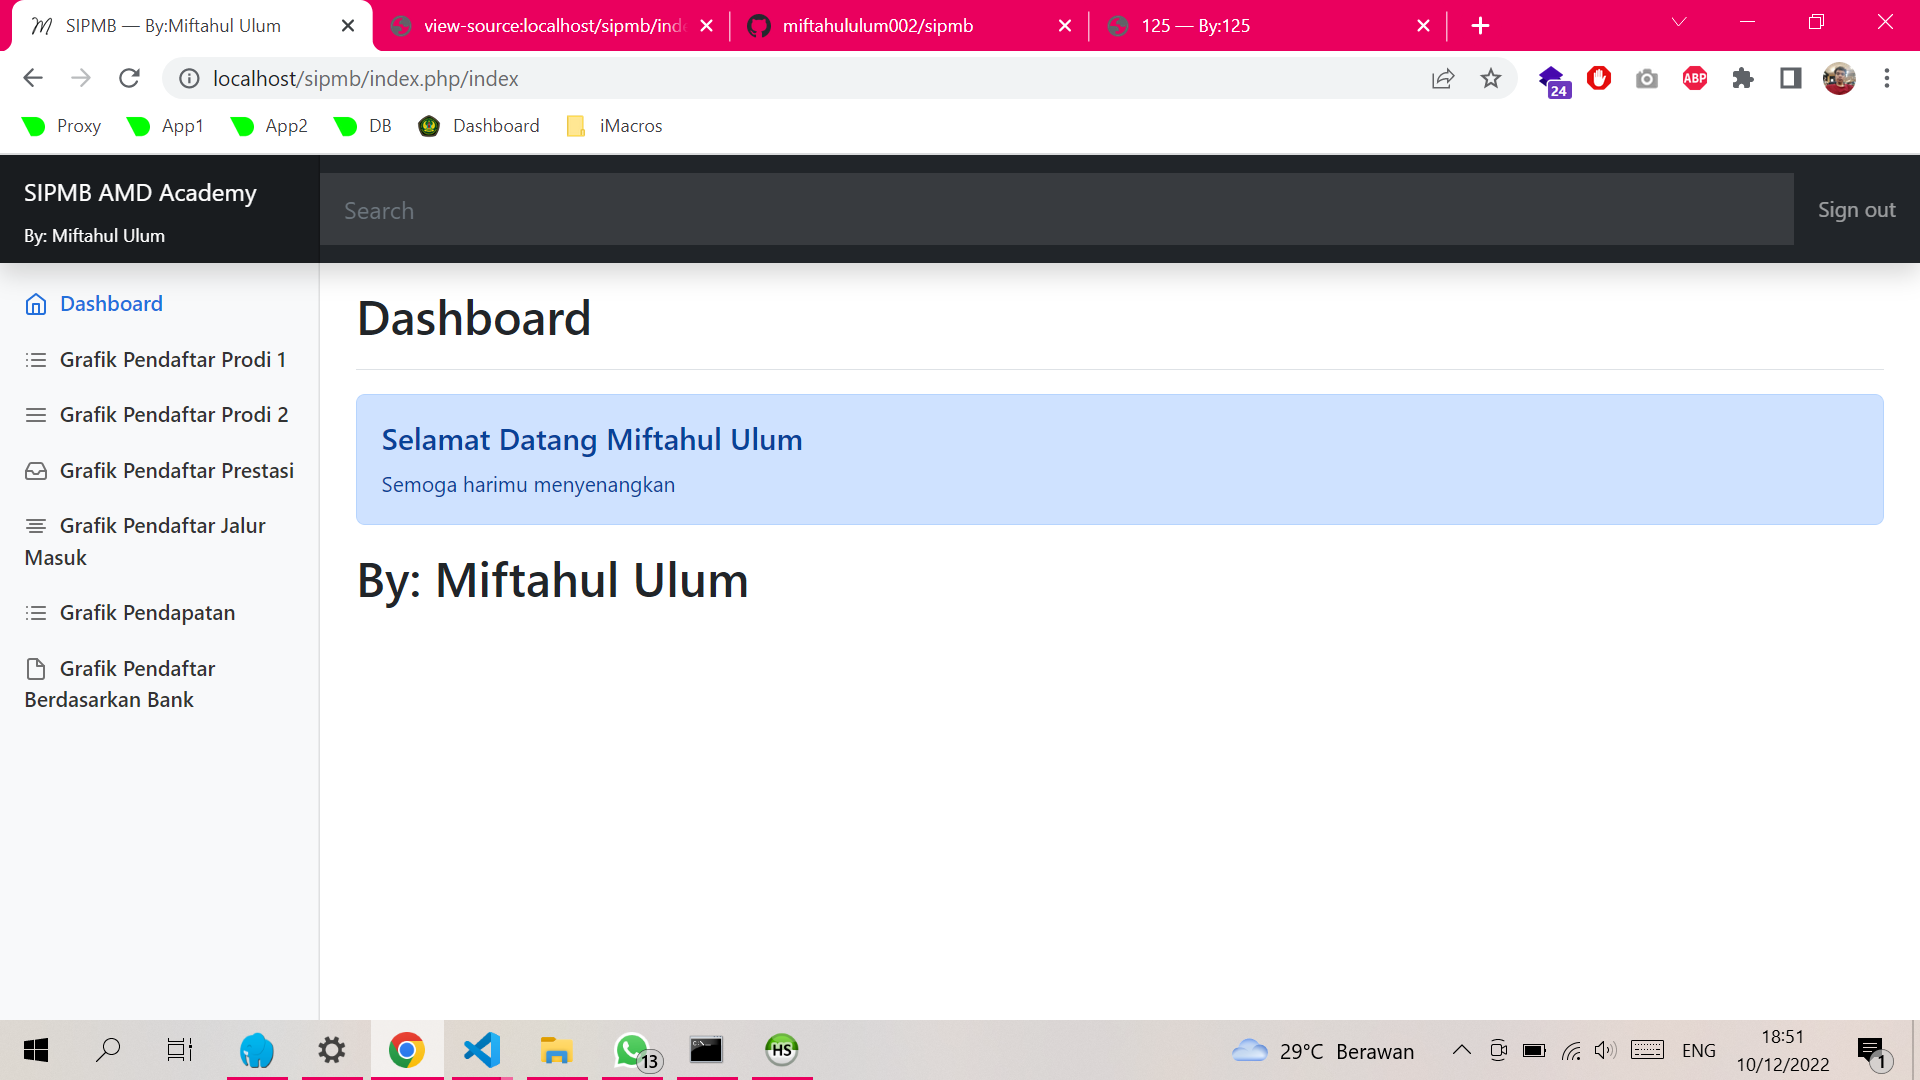 SIPMB — By:Miftahul Ulum
view-source:localhost/sipmb/ind
miftahululum002/sipmb
125 — By:125
localhost/sipmb/index.php/index
24
ABP
Proxy
App1
App2
DB
Dashboard
iMacros
SIPMB AMD Academy
By: Miftahul Ulum
Search
Sign out
Dashboard
Grafik Pendaftar Prodi 1
Grafik Pendaftar Prodi 2
Grafik Pendaftar Prestasi
Grafik Pendaftar Jalur
Masuk
Grafik Pendapatan
Grafik Pendaftar
Berdasarkan Bank
Dashboard
Selamat Datang Miftahul Ulum
Semoga harimu menyenangkan
By: Miftahul Ulum
13
HS
29°C Berawan
ENG
18:51
10/12/2022
1